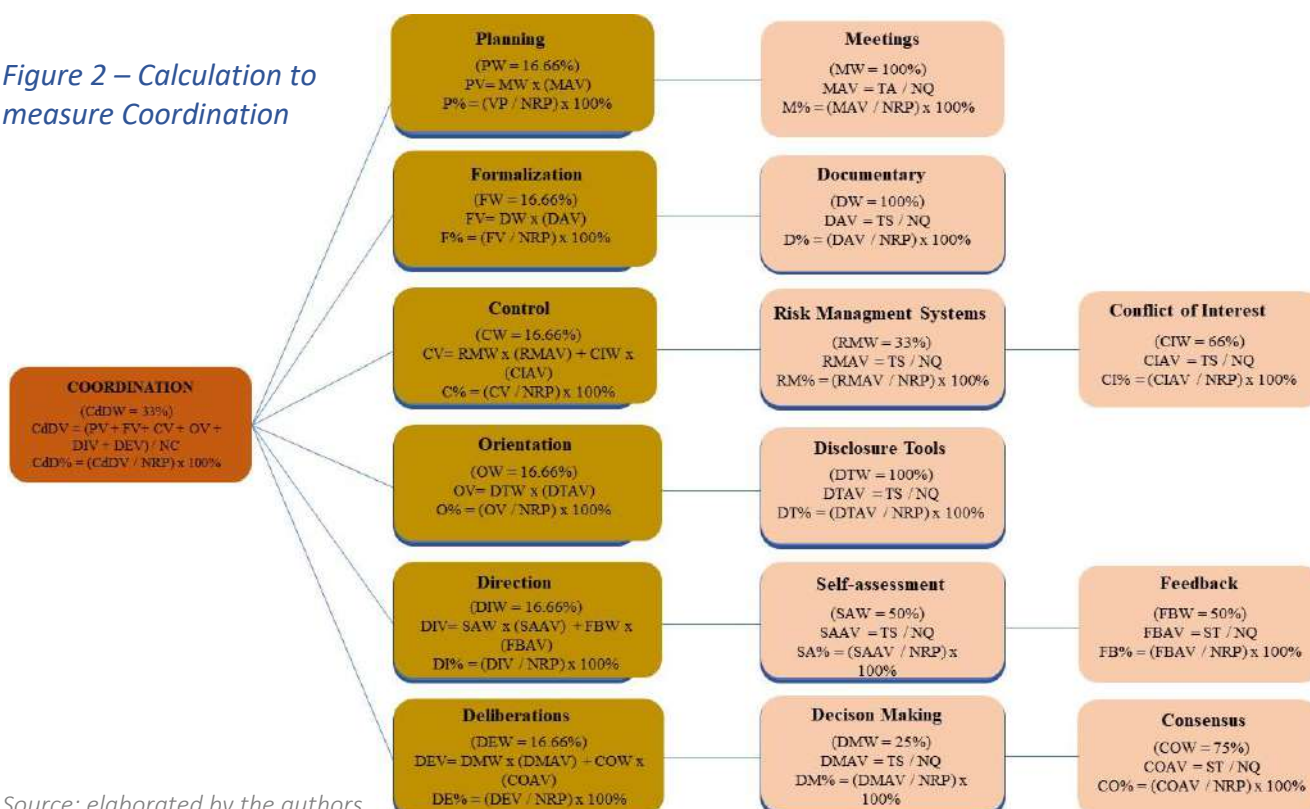 Figure 2 – Calculation to
measure Coordination
COORDINATION
(CdDW = 33%)
CdDV = (PV + FV+ CV + OV +
DIV + DEV) / NC
CdD% = (CdDV / NRP) x 100%
Planning
(PW = 16.66%)
PV= MW x (MAV)
P% = (VP / NRP) x 100%
Meetings
(MW = 100%)
MAV = TA / NQ
M% = (MAV / NRP) x 100%
Formalization
(FW = 16.66%)
FV= DW x (DAV)
F% = (FV / NRP) x 100%
Documentary
(DW = 100%)
DAV = TS / NQ
D% = (DAV / NRP) x 100%
Control
(CW = 16.66%)
CV= RMW x (RMAV) + CIW x
(CIAV)
C% = (CV / NRP) x 100%
Risk Managment Systems
(RMW = 33%)
RMAV = TS / NQ
RM% = (RMAV / NRP) x 100%
Conflict of Interest
(CIW = 66%)
CIAV = TS / NQ
CI% = (CIAV / NRP) x 100%
Orientation
(OW = 16.66%)
OV= DTW x (DTAV)
O% = (OV / NRP) x 100%
Disclosure Tools
(DTW = 100%)
DTAV = TS / NQ
DT% = (DTAV / NRP) x 100%
Direction
(DIW = 16.66%)
DIV= SAW x (SAAV) + FBW x
(FBAV)
DI% = (DIV / NRP) x 100%
Self-assessment
(SAW = 50%)
SAAV = TS / NQ
SA% = (SAAV / NRP) x
100%
Feedback
(FBW = 50%)
FBAV = ST / NQ
FB% = (FBAV / NRP) x 100%
Deliberations
(DEW = 16.66%)
DEV= DMW x (DMAV) + COW x
(COAV)
DE% = (DEV / NRP) x 100%
Decison Making
(DMW = 25%)
DMAV = TS / NQ
DM% = (DMAV / NRP) x
100%
Consensus
(COW = 75%)
COAV = ST / NQ
CO% = (COAV / NRP) x 100%
Source: elaborated by the authors